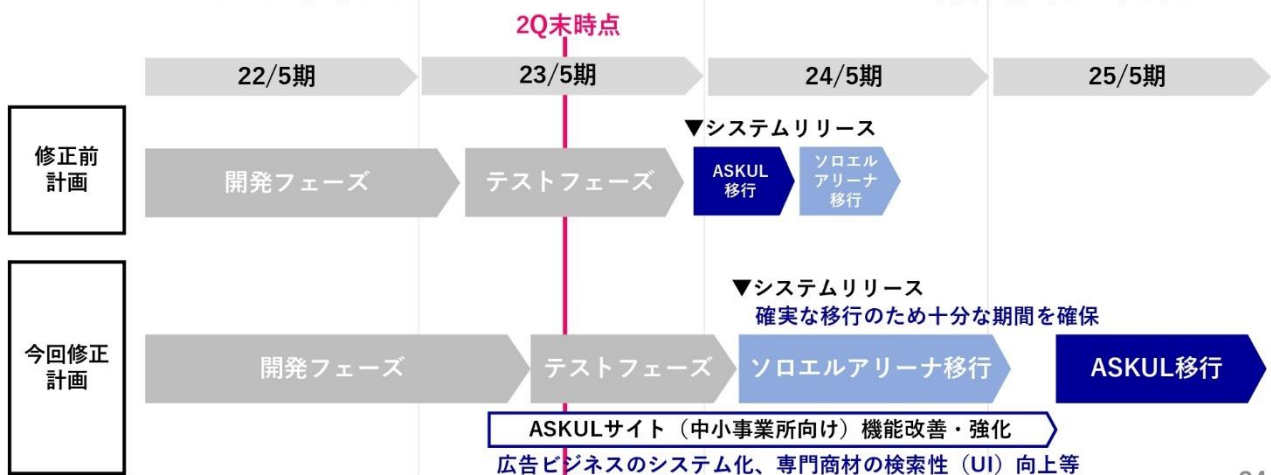 2Q末時点
22/5期
23/5期
24/5期
25/5期
修正前
計画
開発フェーズ
テストフェーズ
▼システムリリース
ASKUL
移行
ソロエル
アリーナ
移行
今回修正
計画
開発フェーズ
テストフェーズ
▼システムリリース
確実な移行のため十分な期間を確保
ソロエルアリーナ移行
ASKUL移行
ASKULサイト（中小事業所向け）機能改善・強化
広告ビジネスのシステム化、専門商材の検索性（UI）向上等